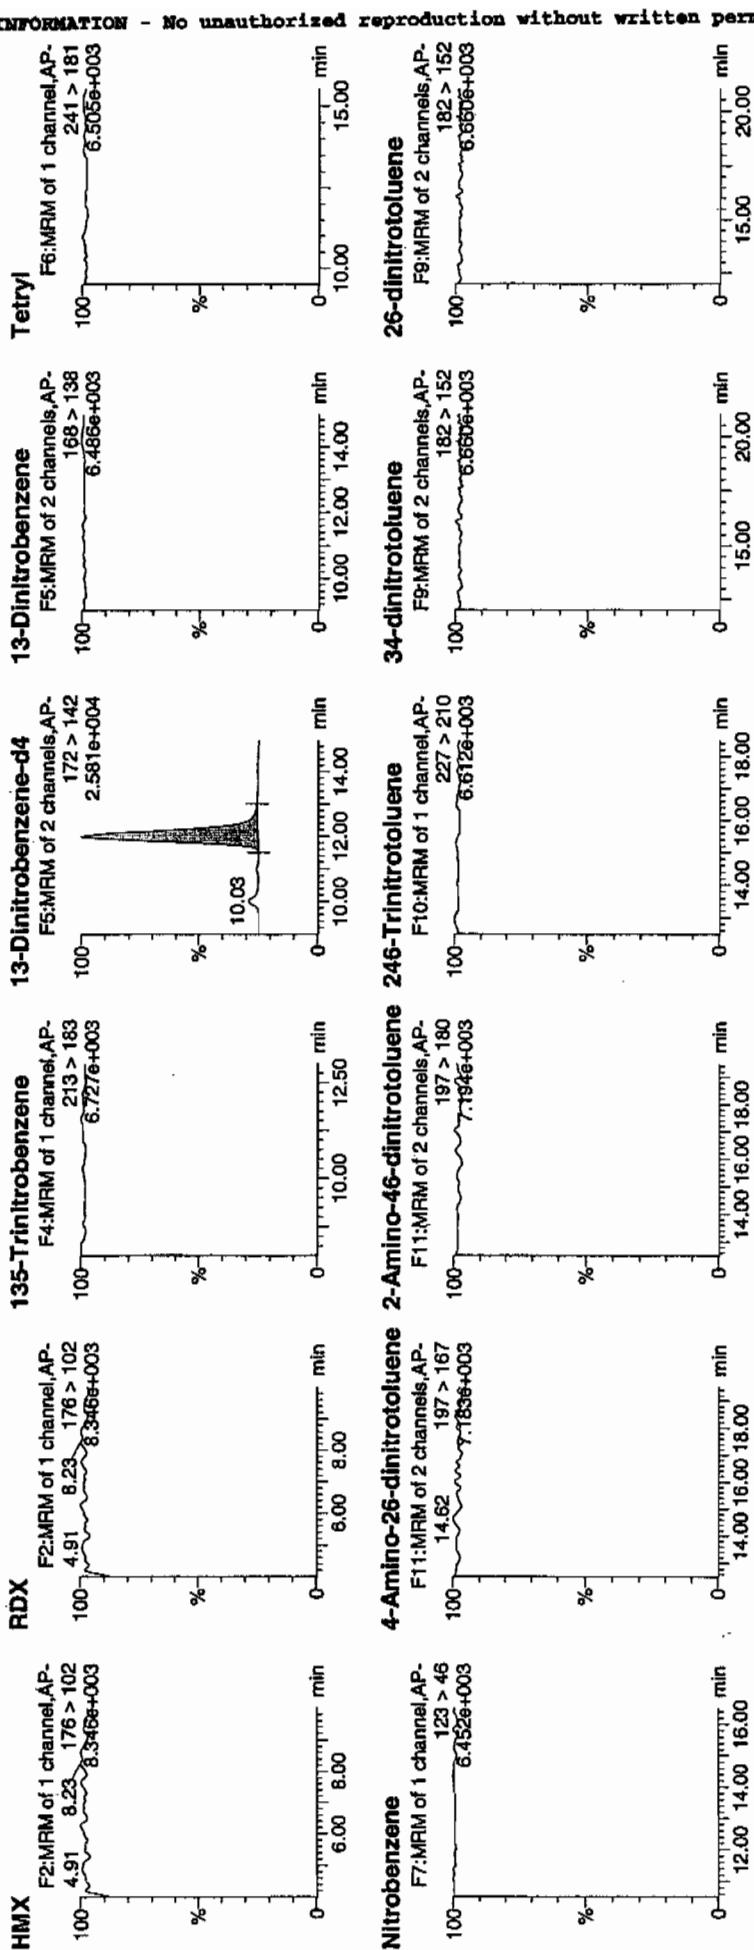 INFORMATION - No unauthorized reproduction without written perm
HMX
F2:MRM of 1 channel,AP-
176 > 102
8.346e+003
4.91
8.23
100
%
0
6.00 8.00 min
RDX
F2:MRM of 1 channel,AP-
176 > 102
8.346e+003
4.91
8.23
100
%
0
6.00 8.00 min
135-Trinitrobenzene
F4:MRM of 1 channel,AP-
213 > 183
6.727e+003
100
%
0
10.00 12.50 min
13-Dinitrobenzene-d4
F5:MRM of 2 channels,AP-
172 > 142
2.581e+004
100
%
10.03
0
10.00 12.00 14.00 min
13-Dinitrobenzene
F5:MRM of 2 channels,AP-
168 > 138
6.486e+003
100
%
0
10.00 12.00 14.00 min
Tetryl
F6:MRM of 1 channel,AP-
241 > 181
6.505e+003
100
%
0
10.00 15.00 min
Nitrobenzene
F7:MRM of 1 channel,AP-
123 > 46
6.452e+003
100
%
0
12.00 14.00 16.00 min
4-Amino-26-dinitrotoluene
F11:MRM of 2 channels,AP-
197 > 167
7.183e+003
14.62
100
%
0
14.00 16.00 18.00 min
2-Amino-46-dinitrotoluene
F11:MRM of 2 channels,AP-
197 > 180
7.194e+003
100
%
0
14.00 16.00 18.00 min
246-Trinitrotoluene
F10:MRM of 1 channel,AP-
227 > 210
6.612e+003
100
%
0
14.00 16.00 18.00 min
34-dinitrotoluene
F9:MRM of 2 channels,AP-
182 > 152
6.660e+003
100
%
0
15.00 20.00 min
26-dinitrotoluene
F9:MRM of 2 channels,AP-
182 > 152
6.660e+003
100
%
0
15.00 20.00 min